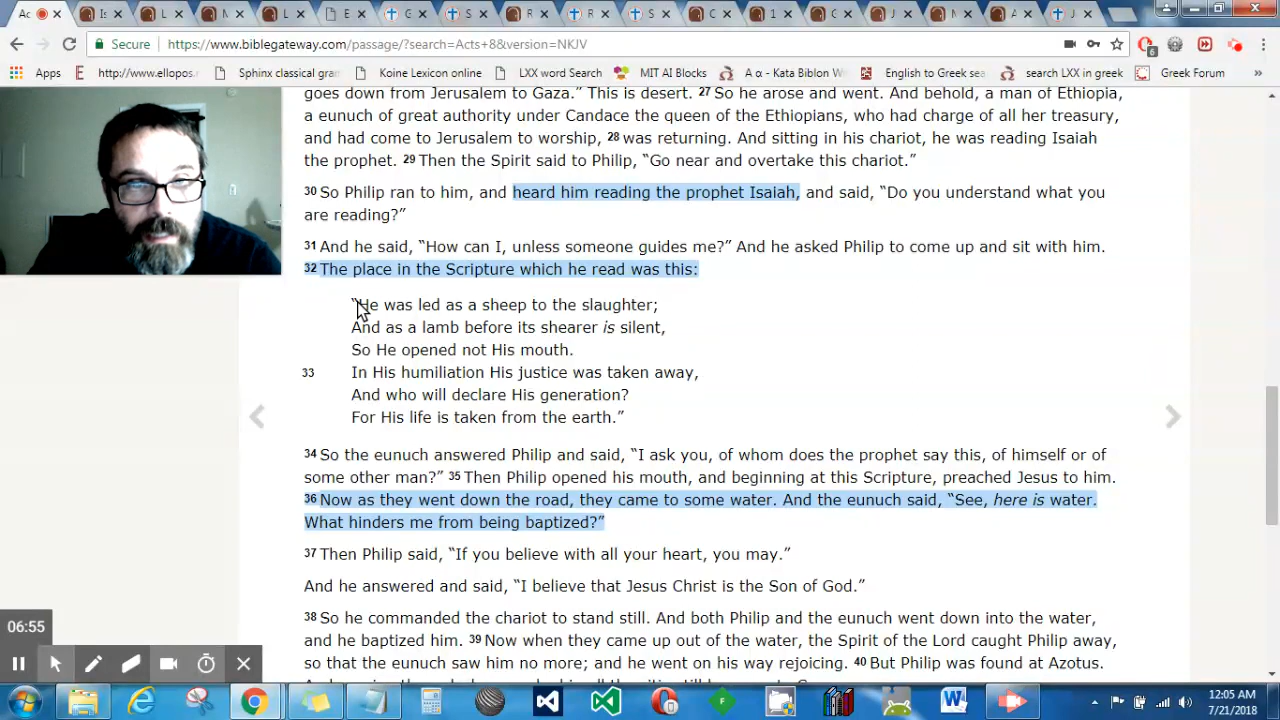 Ac
Is
L
M
L
E
G
R
R
S
C
1
C
J
M
A
J
Secure
https://www.biblegateway.com/passage/?search=Acts+8&version=NKJV
6
Apps
http://www.ellopos.
Sphinx classical gran
Koine Lexicon online
LXX word Search
MIT AI Blocks
Α α - Kata Biblon W
English to Greek sea
search LXX in greek
Greek Forum
»
goes down from Jerusalem to Gaza.” This is desert. 27 So he arose and went. And behold, a man of Ethiopia,
a eunuch of great authority under Candace the queen of the Ethiopians, who had charge of all her treasury,
and had come to Jerusalem to worship, 28 was returning. And sitting in his chariot, he was reading Isaiah
the prophet. 29 Then the Spirit said to Philip, “Go near and overtake this chariot.”
30 So Philip ran to him, and heard him reading the prophet Isaiah, and said, “Do you understand what you
are reading?”
31 And he said, “How can I, unless someone guides me?” And he asked Philip to come up and sit with him.
32 The place in the Scripture which he read was this:
“He was led as a sheep to the slaughter;
And as a lamb before its shearer is silent,
So He opened not His mouth.
33 In His humiliation His justice was taken away,
And who will declare His generation?
For His life is taken from the earth.”
34 So the eunuch answered Philip and said, “I ask you, of whom does the prophet say this, of himself or of
some other man?” 35 Then Philip opened his mouth, and beginning at this Scripture, preached Jesus to him.
36 Now as they went down the road, they came to some water. And the eunuch said, “See, here is water.
What hinders me from being baptized?”
37 Then Philip said, “If you believe with all your heart, you may.”
And he answered and said, “I believe that Jesus Christ is the Son of God.”
38 So he commanded the chariot to stand still. And both Philip and the eunuch went down into the water,
and he baptized him. 39 Now when they came up out of the water, the Spirit of the Lord caught Philip away,
so that the eunuch saw him no more; and he went on his way rejoicing. 40 But Philip was found at Azotus.
06:55
12:05 AM
7/21/2018